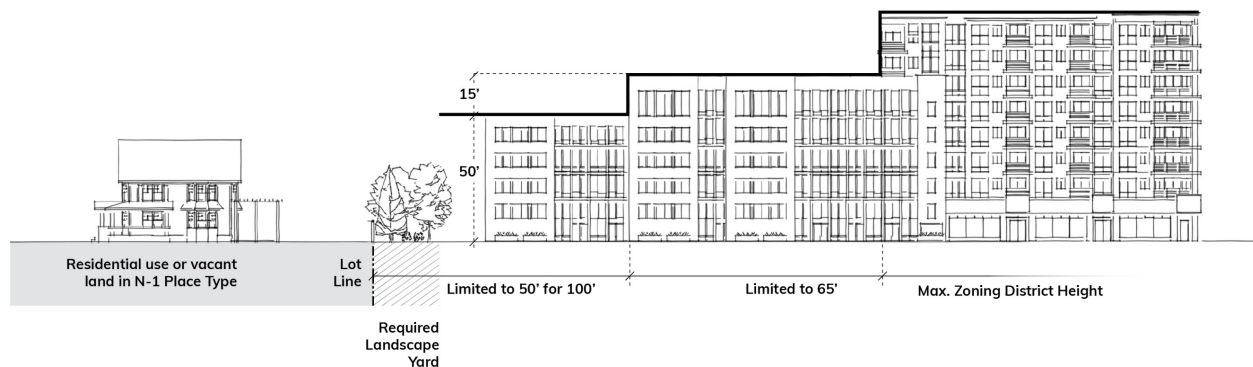 15’
50’
Residential use or vacant
land in N-1 Place Type
Lot
Line
Limited to 50’ for 100’
Limited to 65’
Max. Zoning District Height
Required
Landscape
Yard